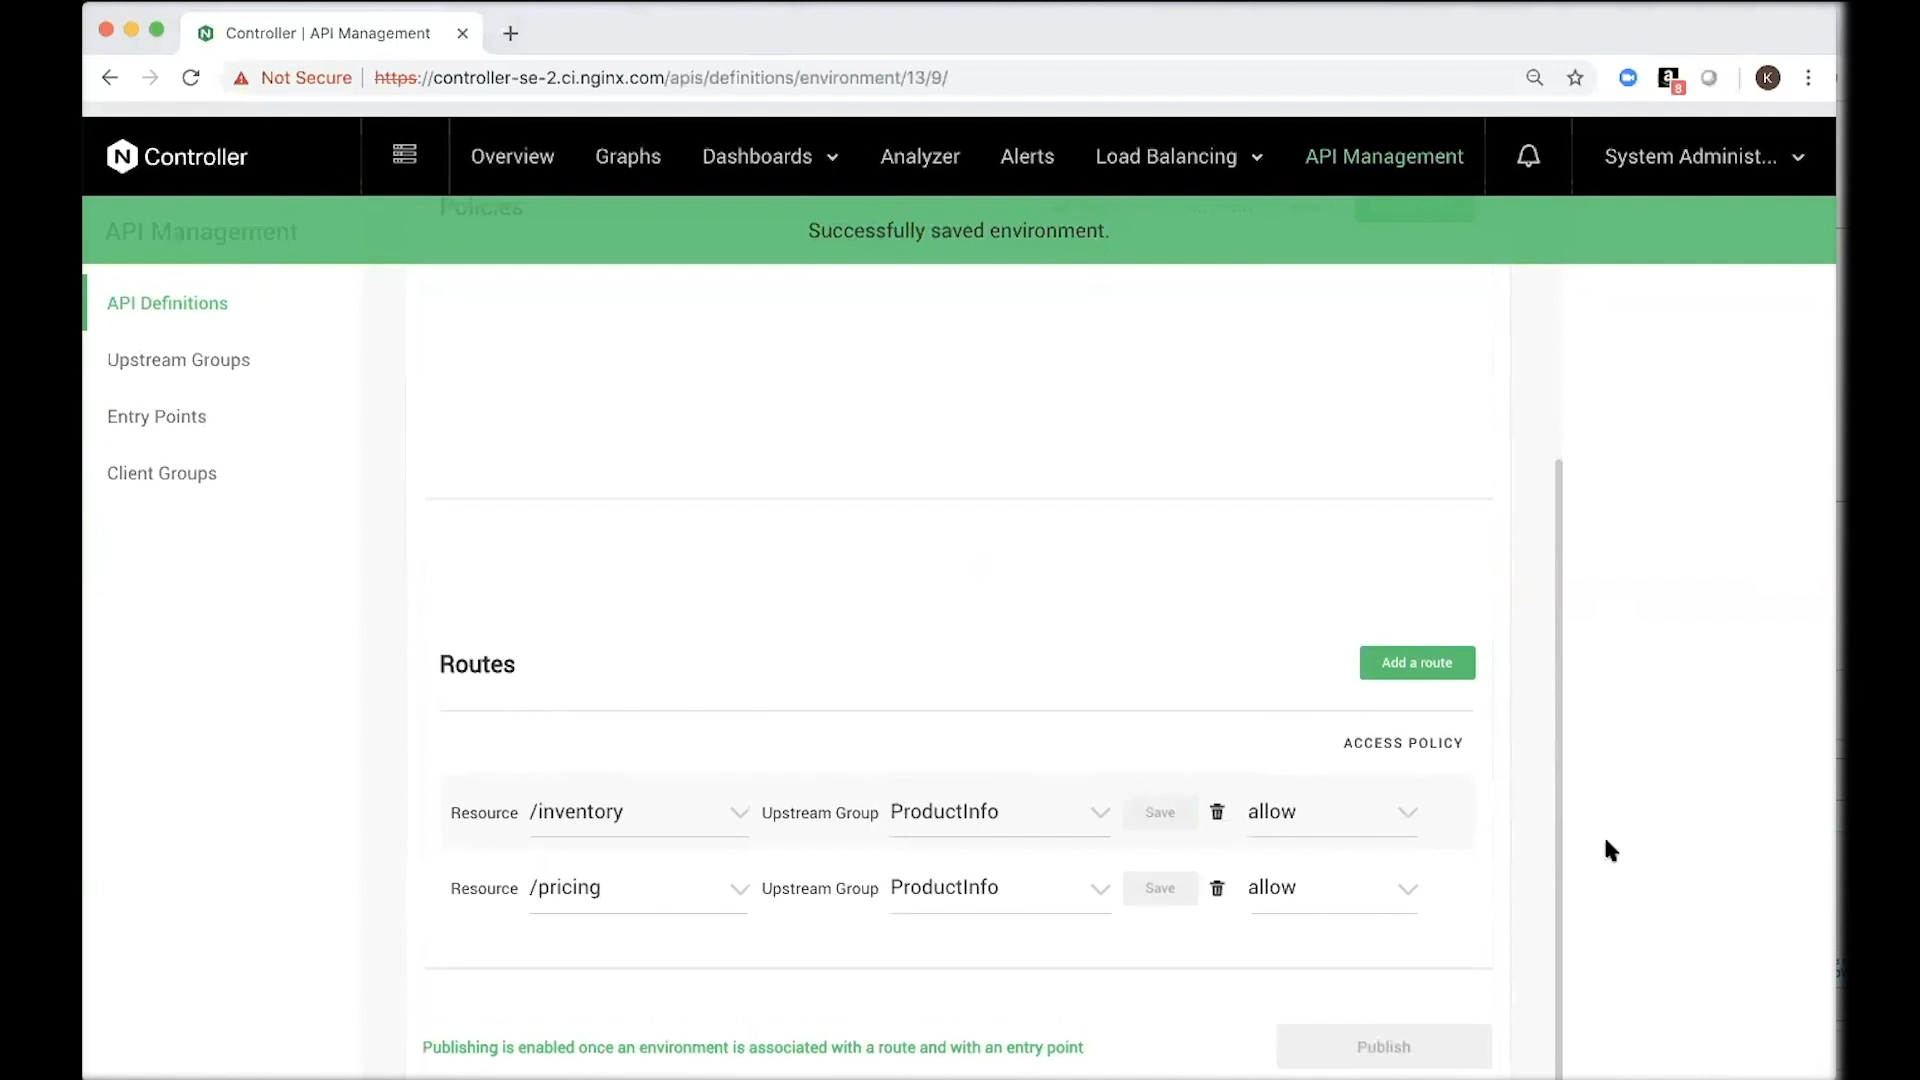 Controller | API Management
Not Secure https://controller-se-2.ci.nginx.com/apis/definitions/environment/13/9/
a 8 K
N Controller Overview Graphs Dashboards Analyzer Alerts Load Balancing API Management System Administ...
Policies
API Management
Successfully saved environment.
API Definitions
Upstream Groups
Entry Points
Client Groups
Routes Add a route
ACCESS POLICY
Resource /inventory Upstream Group ProductInfo Save allow
Resource /pricing Upstream Group ProductInfo Save allow
Publishing is enabled once an environment is associated with a route and with an entry point Publish